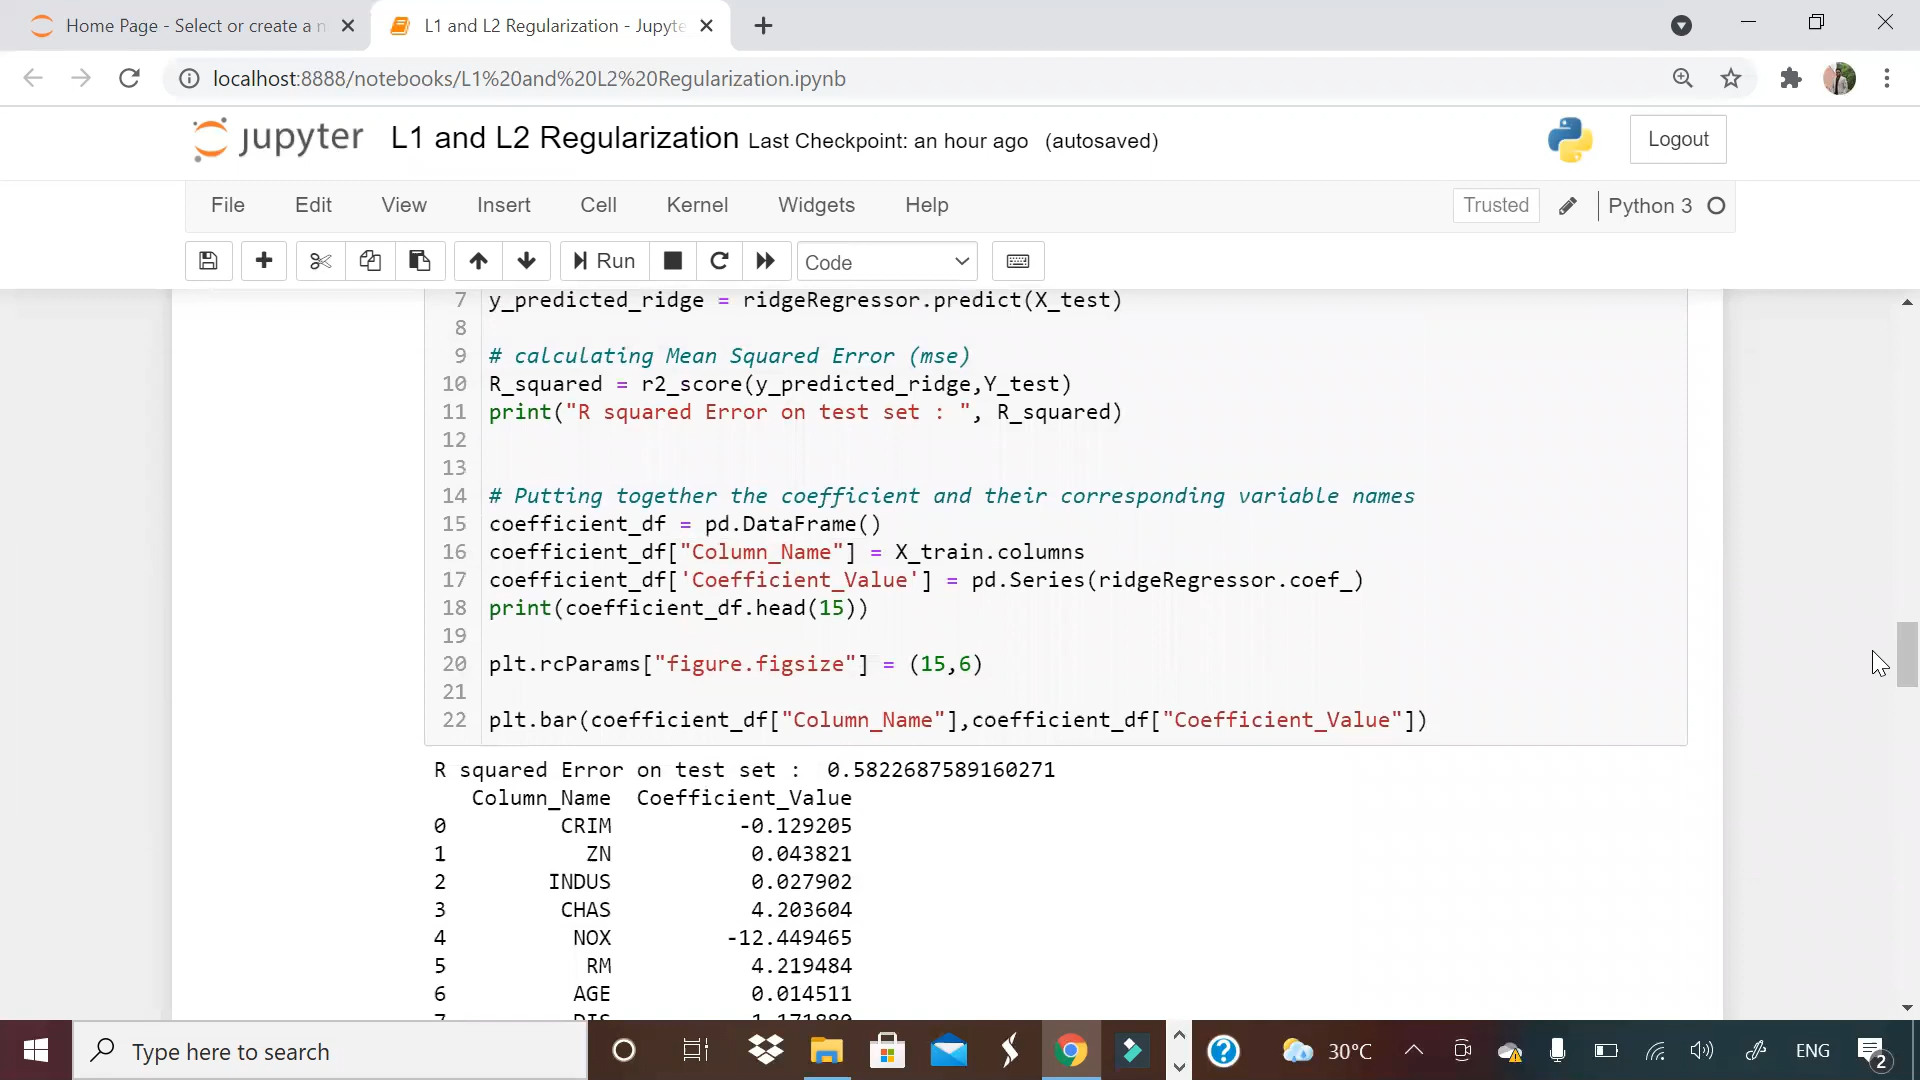 Home Page - Select or create a n
L1 and L2 Regularization - Jupyte
localhost:8888/notebooks/L1%20and%20L2%20Regularization.ipynb
jupyter L1 and L2 Regularization Last Checkpoint: an hour ago (autosaved)
Logout
File Edit View Insert Cell Kernel Widgets Help
Trusted
Python 3
Run
Code
7 y_predicted_ridge = ridgeRegressor.predict(X_test)
8
9 # calculating Mean Squared Error (mse)
10 R_squared = r2_score(y_predicted_ridge,Y_test)
11 print("R squared Error on test set : ", R_squared)
12
13
14 # Putting together the coefficient and their corresponding variable names
15 coefficient_df = pd.DataFrame()
16 coefficient_df["Column_Name"] = X_train.columns
17 coefficient_df['Coefficient_Value'] = pd.Series(ridgeRegressor.coef_)
18 print(coefficient_df.head(15))
19
20 plt.rcParams["figure.figsize"] = (15,6)
21
22 plt.bar(coefficient_df["Column_Name"],coefficient_df["Coefficient_Value"])
R squared Error on test set :  0.5822687589160271
Column_Name Coefficient_Value
0 CRIM -0.129205
1 ZN 0.043821
2 INDUS 0.027902
3 CHAS 4.203604
4 NOX -12.449465
5 RM 4.219484
6 AGE 0.014511
7 DIS 1.171880
Type here to search
30°C
ENG
2